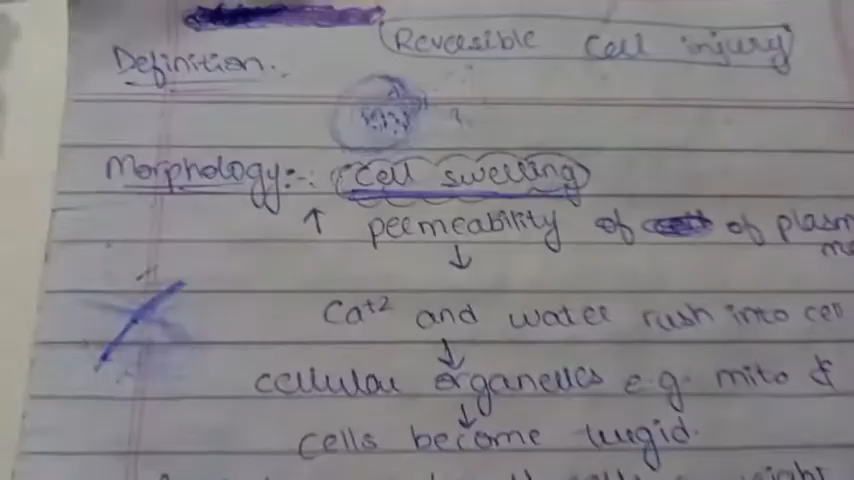 Reversible cell injury
Definition.
Morphology:-: cell swelling
↑ permeability of of plasm
Ca+2 and water rush into cell
cellular organelles e.g. mito &
cells become turgid.